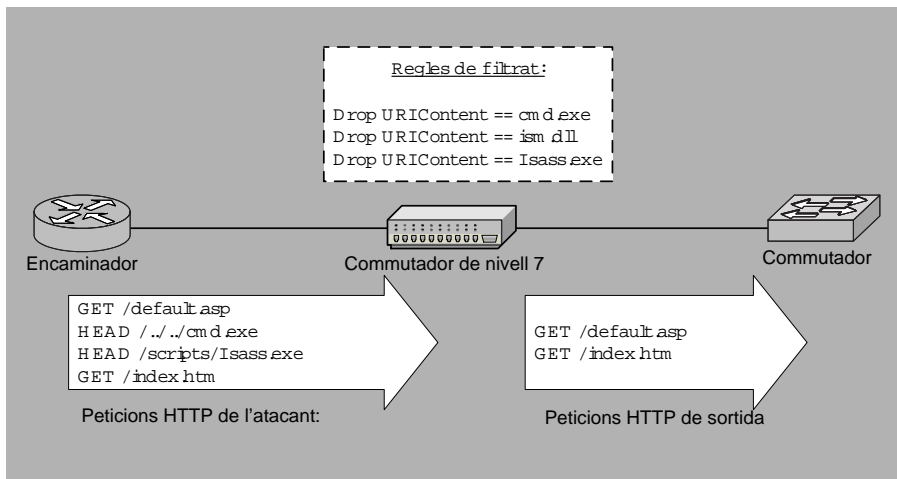 Regles de filtrat:
Drop URIContent == cmd.exe
Drop URIContent == ism.dll
Drop URIContent == Isass.exe
Encaminador
Commutador de nivell 7
Commutador
GET /default.asp
HEAD /../../cmd.exe
HEAD /scripts/Isass.exe
GET /index.htm
Peticions HTTP de l'atacant:
GET /default.asp
GET /index.htm
Peticions HTTP de sortida